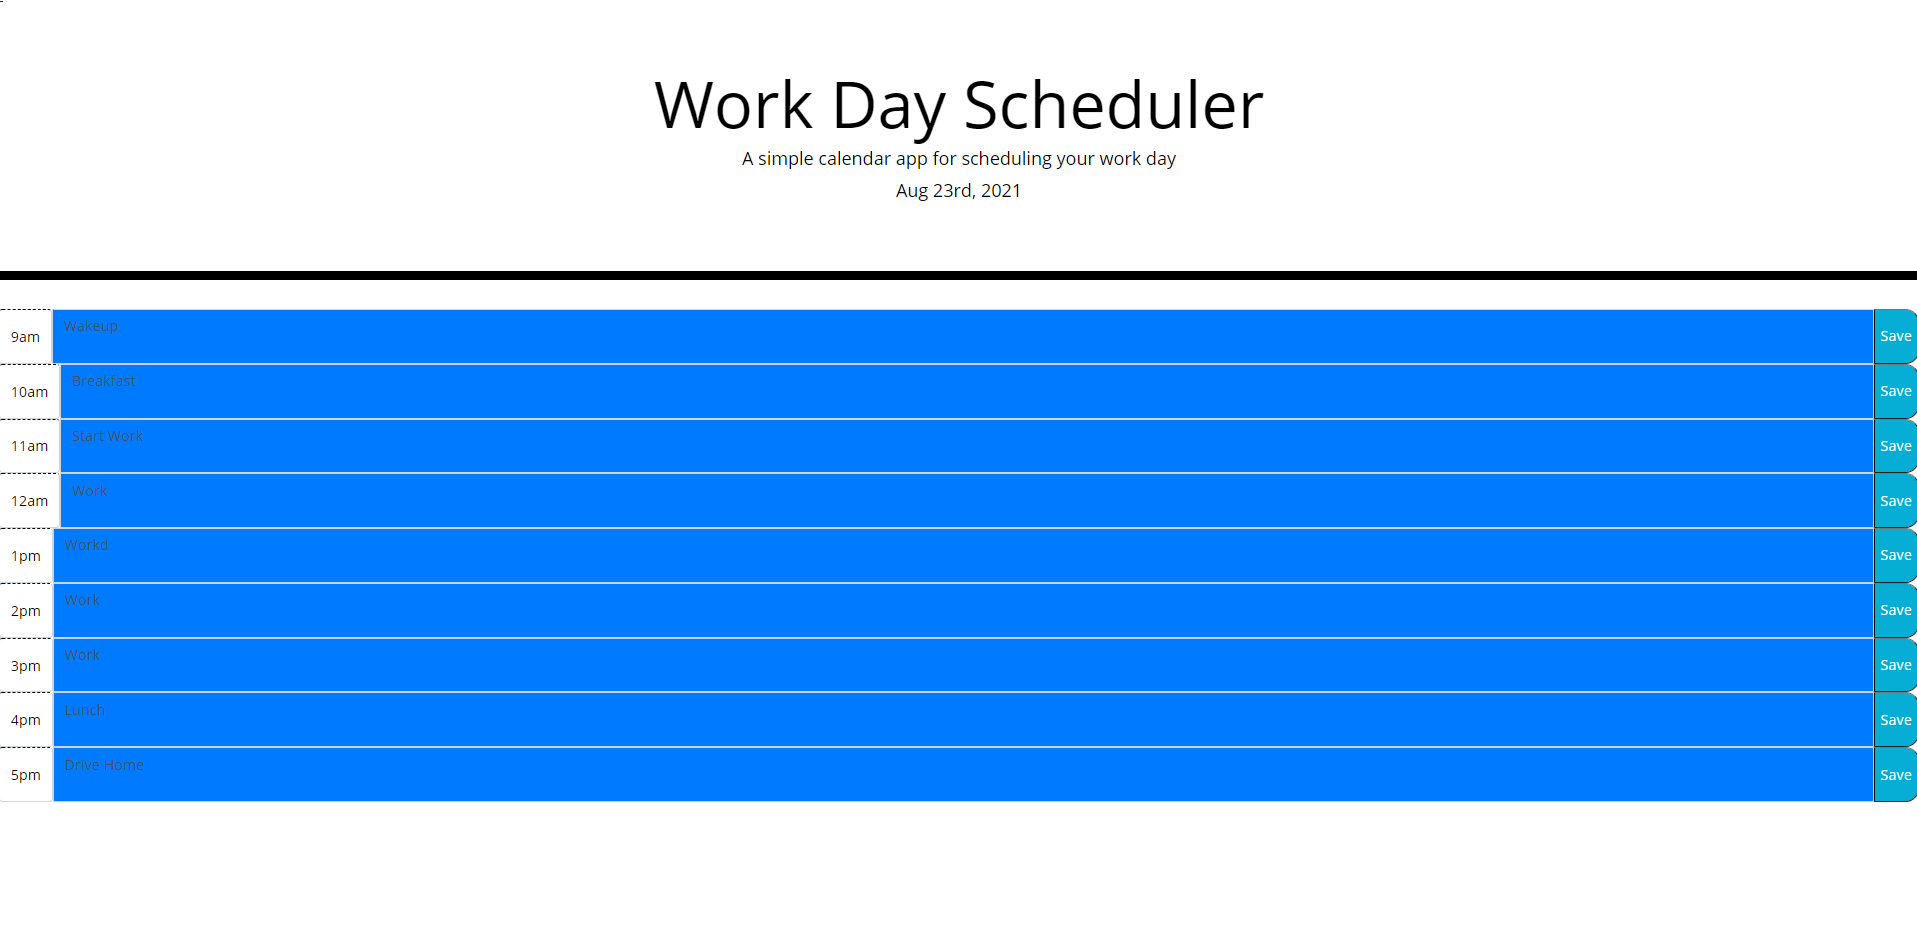 Work Day Scheduler
A simple calendar app for scheduling your work day
Aug 23rd, 2021
9am Wakeup Save
10am Breakfast Save
11am Start Work Save
12am Work Save
1pm Workd Save
2pm Work Save
3pm Work Save
4pm Lunch Save
5pm Drive Home Save